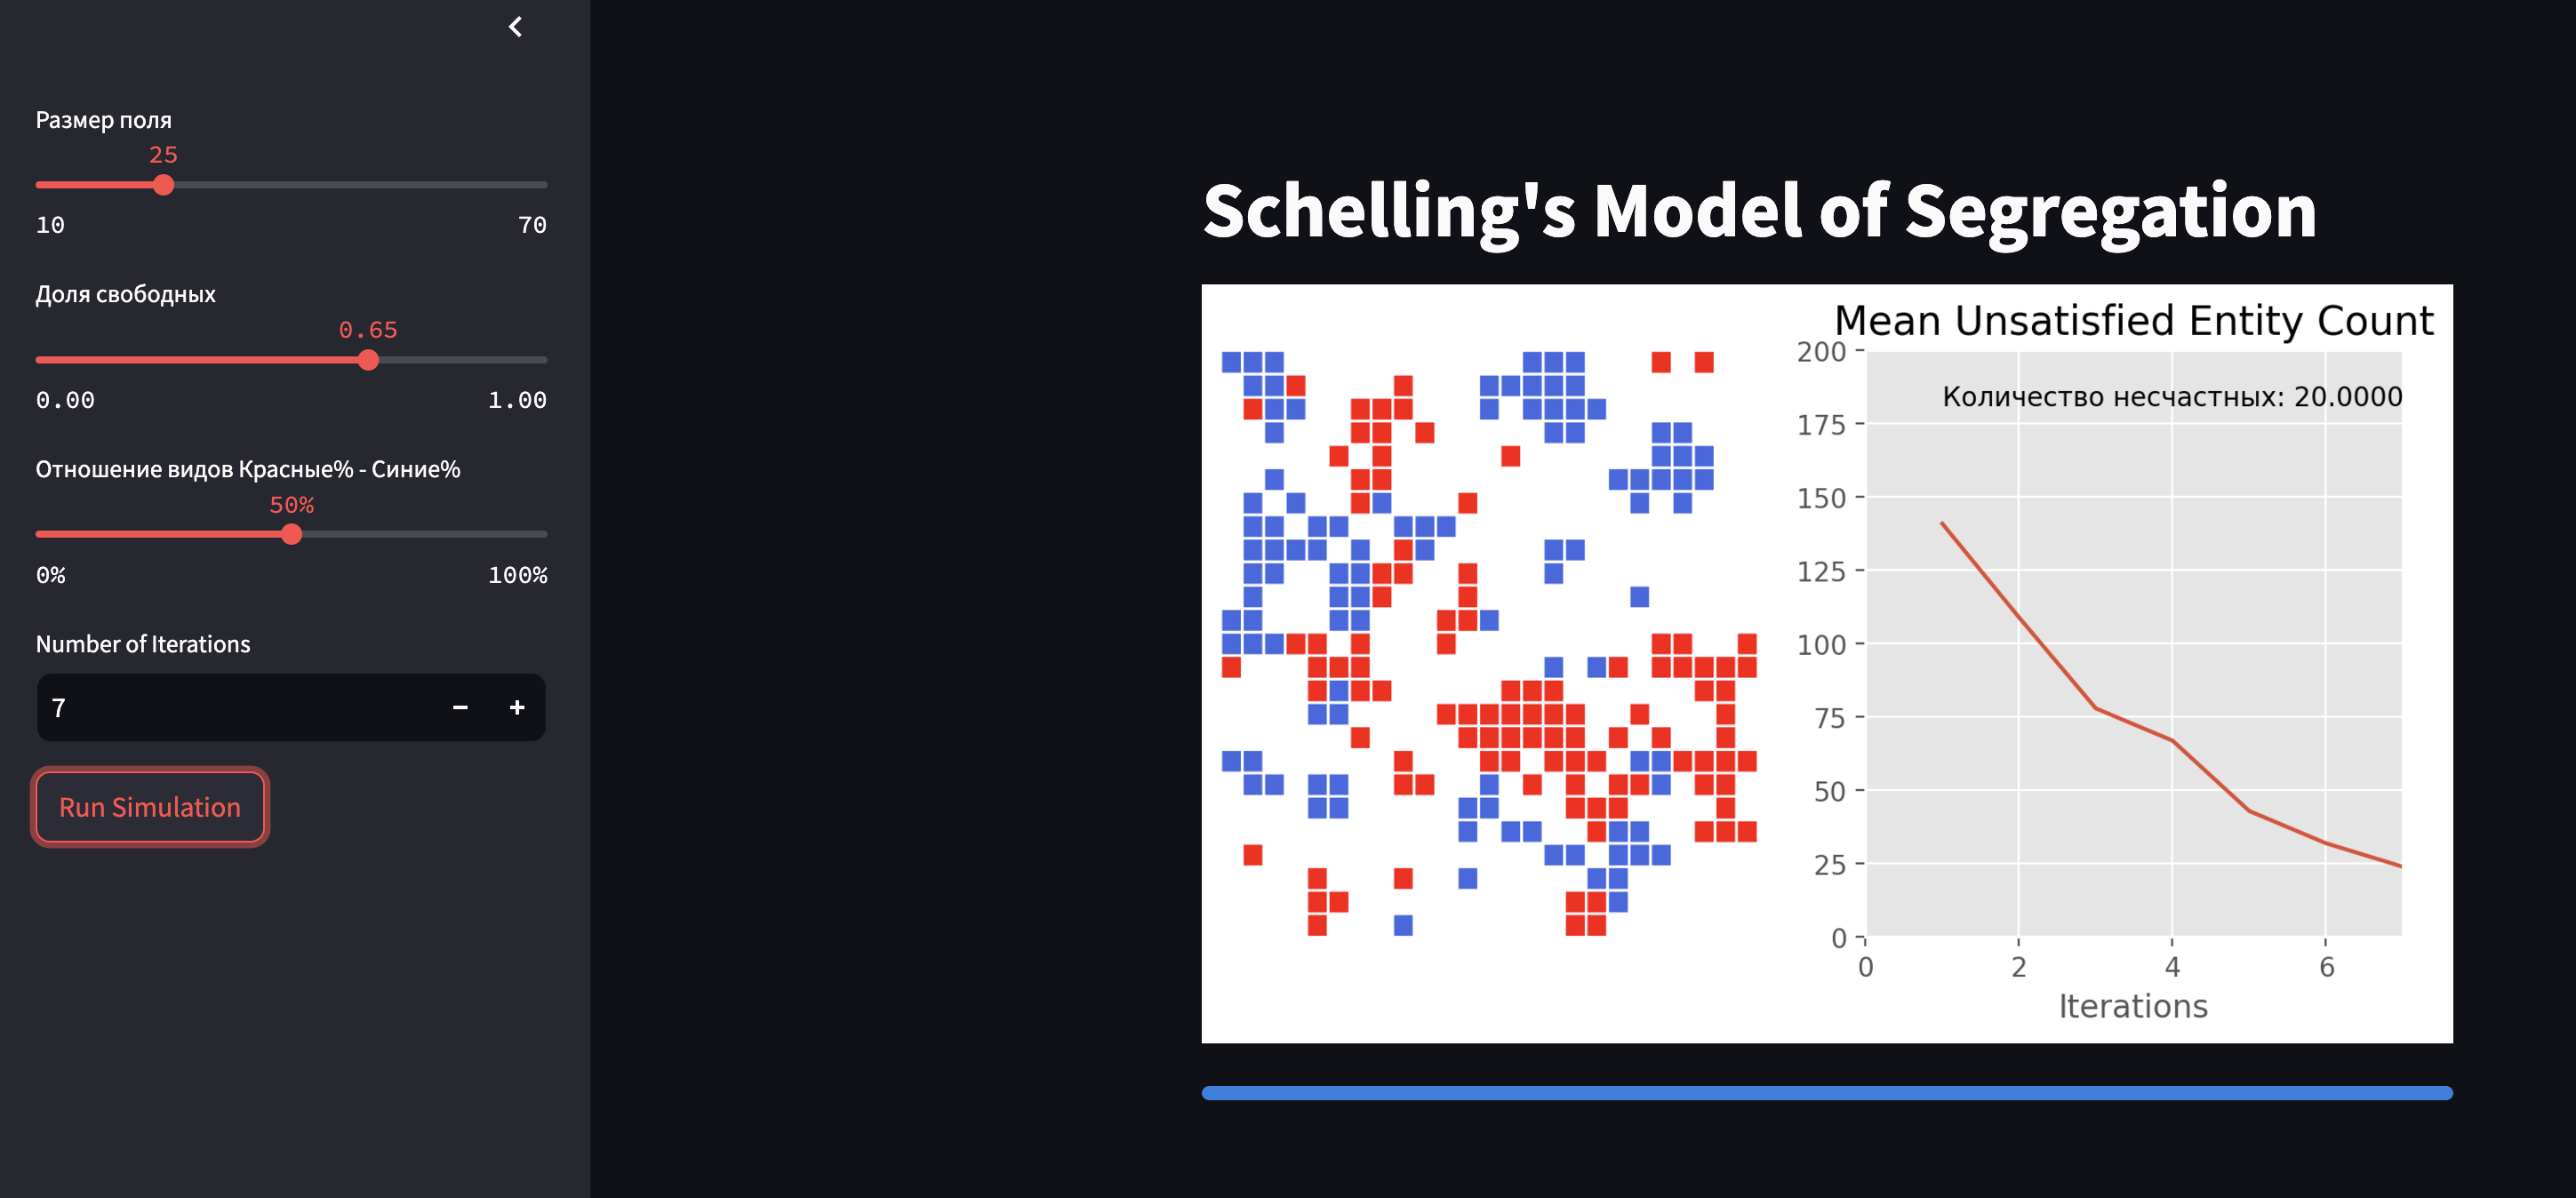 Размер поля
25
10 70
Доля свободных
0.65
0.00 1.00
Отношение видов Красные% - Синие%
50%
0% 100%
Number of Iterations
7 − +
Run Simulation
Schelling's Model of Segregation
Mean Unsatisfied Entity Count
Количество несчастных: 20.0000
200
175
150
125
100
75
50
25
0
0 2 4 6
Iterations